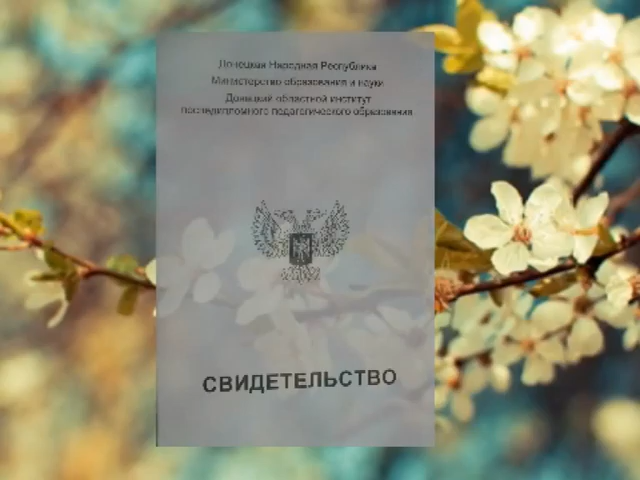 Донецкая Народная Республика
Министерство образования и науки
Донецкий областной институт
последипломного педагогического образования
СВИДЕТЕЛЬСТВО